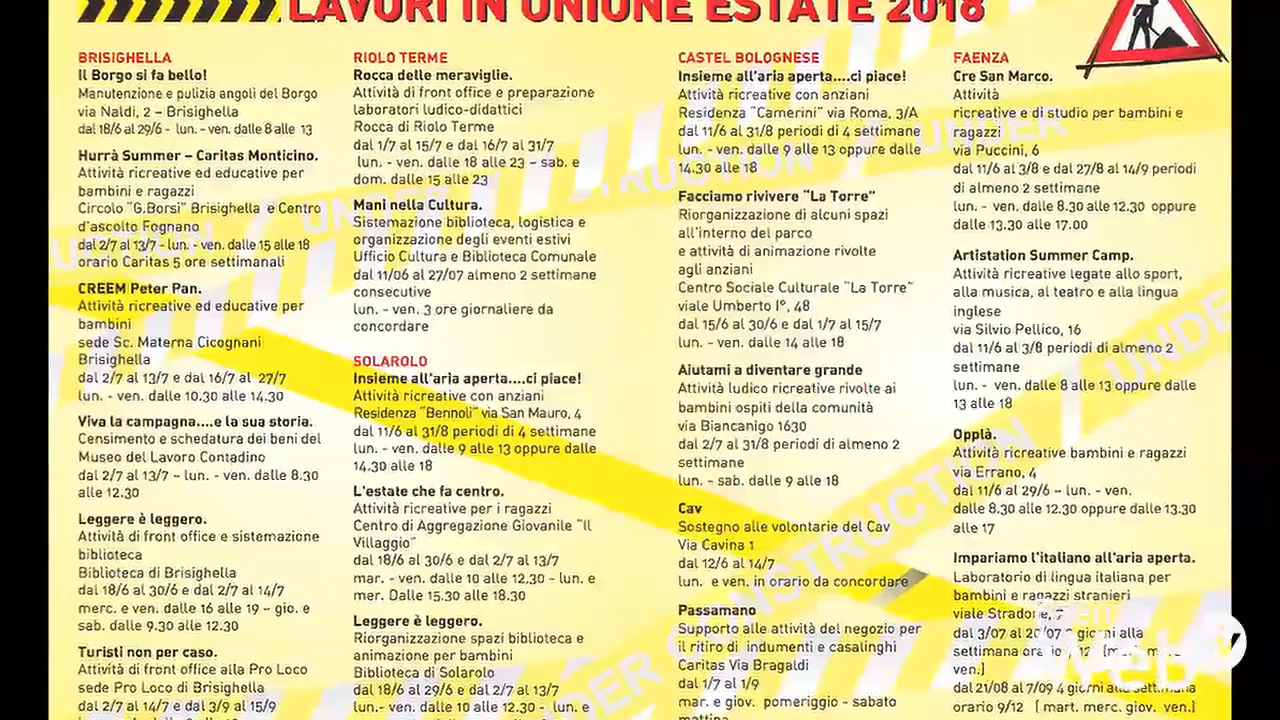 LAVORI IN UNIONE ESTATE 2018
BRISIGHELLA
Il Borgo si fa bello!
Manutenzione e pulizia angoli del Borgo
via Naldi, 2 – Brisighella
dal 18/6 al 29/6 - lun. - ven. dalle 8 alle 13
Hurrà Summer – Caritas Monticino.
Attività ricreative ed educative per
bambini e ragazzi
Circolo "G.Borsi" Brisighella e Centro
d'ascolto Fognano
dal 2/7 al 13/7 - lun. - ven. dalle 15 alle 18
orario Caritas 5 ore settimanali
CREEM Peter Pan.
Attività ricreative ed educative per
bambini
sede Sc. Materna Cicognani
Brisighella
dal 2/7 al 13/7 e dal 16/7 al 27/7
lun. - ven. dalle 10.30 alle 14.30
Viva la campagna....e la sua storia.
Censimento e schedatura dei beni del
Museo del Lavoro Contadino
dal 2/7 al 13/7 – lun. - ven. dalle 8.30
alle 12.30
Leggere è leggero.
Attività di front office e sistemazione
biblioteca
Biblioteca di Brisighella
dal 18/6 al 30/6 e dal 2/7 al 14/7
merc. e ven. dalle 16 alle 19 – gio. e
sab. dalle 9.30 alle 12.30
Turisti non per caso.
Attività di front office alla Pro Loco
sede Pro Loco di Brisighella
dal 2/7 al 14/7 e dal 3/9 al 15/9
RIOLO TERME
Rocca delle meraviglie.
Attività di front office e preparazione
laboratori ludico-didattici
Rocca di Riolo Terme
dal 1/7 al 15/7 e dal 16/7 al 31/7
lun. - ven. dalle 18 alle 23 – sab. e
dom. dalle 15 alle 23
Mani nella Cultura.
Sistemazione biblioteca, logistica e
organizzazione degli eventi estivi
Ufficio Cultura e Biblioteca Comunale
dal 11/06 al 27/07 almeno 2 settimane
consecutive
lun. - ven. 3 ore giornaliere da
concordare
SOLAROLO
Insieme all'aria aperta....ci piace!
Attività ricreative con anziani
Residenza "Bennoli" via San Mauro, 4
dal 11/6 al 31/8 periodi di 4 settimane
lun. - ven. dalle 9 alle 13 oppure dalle
14.30 alle 18
L'estate che fa centro.
Attività ricreative per i ragazzi
Centro di Aggregazione Giovanile "Il
Villaggio"
dal 18/6 al 30/6 e dal 2/7 al 13/7
mar. - ven. dalle 10 alle 12.30 - lun. e
mer. Dalle 15.30 alle 18.30
Leggere è leggero.
Riorganizzazione spazi biblioteca e
animazione per bambini
Biblioteca di Solarolo
dal 18/6 al 29/6 e dal 2/7 al 13/7
lun. - ven. dalle 10 alle 12.30 - lun. e
CASTEL BOLOGNESE
Insieme all'aria aperta....ci piace!
Attività ricreative con anziani
Residenza "Camerini" via Roma, 3/A
dal 11/6 al 31/8 periodi di 4 settimane
lun. - ven. dalle 9 alle 13 oppure dalle
14.30 alle 18
Facciamo rivivere "La Torre"
Riorganizzazione di alcuni spazi
all'interno del parco
e attività di animazione rivolte
agli anziani
Centro Sociale Culturale "La Torre"
viale Umberto I°, 48
dal 15/6 al 30/6 e dal 1/7 al 15/7
lun. - ven. dalle 14 alle 18
Aiutami a diventare grande
Attività ludico ricreative rivolte ai
bambini ospiti della comunità
via Biancanigo 1630
dal 2/7 al 31/8 periodi di almeno 2
settimane
lun. - sab. dalle 9 alle 18
Cav
Sostegno alle volontarie del Cav
Via Cavina 1
dal 12/6 al 14/7
lun. e ven. in orario da concordare
Passamano
Supporto alle attività del negozio per
il ritiro di indumenti e casalinghi
Caritas Via Bragaldi
dal 1/7 al 1/9
mar. e giov. pomeriggio - sabato
mattina
FAENZA
Cre San Marco.
Attività
ricreative e di studio per bambini e
ragazzi
via Puccini, 6
dal 11/6 al 3/8 e dal 27/8 al 14/9 periodi
di almeno 2 settimane
lun. - ven. dalle 8.30 alle 12.30 oppure
dalle 13.30 alle 17.00
Artistation Summer Camp.
Attività ricreative legate allo sport,
alla musica, al teatro e alla lingua
inglese
via Silvio Pellico, 16
dal 11/6 al 3/8 periodi di almeno 2
settimane
lun. - ven. dalle 8 alle 13 oppure dalle
13 alle 18
Opplà.
Attività ricreative bambini e ragazzi
via Errano, 4
dal 11/6 al 29/6 – lun. - ven.
dalle 8.30 alle 12.30 oppure dalle 13.30
alle 17
Impariamo l'italiano all'aria aperta.
Laboratorio di lingua italiana per
bambini e ragazzi stranieri
viale Stradone, 7
dal 3/07 al 20/07 giorni alla
settimana
ven.]
dal 21/08 al 7/09 4 giorni alla settimana
orario 9/12 [ mart. merc. giov. ven.]
UNDER
CONSTRUCTION
UNDER
UNDER
CONSTRUCTION
UNDER
web